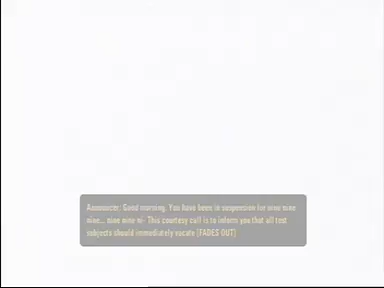 Announcer: Good morning. You have been in suspension for nine nine
nine... nine nine ni- This courtesy call is to inform you that all test
subjects should immediately vacate [FADES OUT]